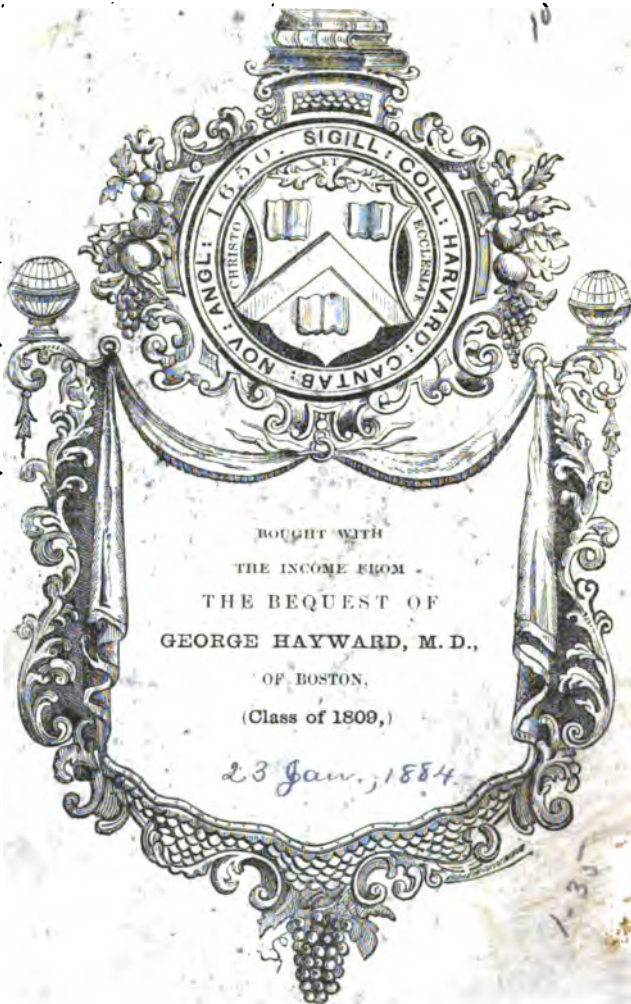 SIGILL: COLL: HARVARD: CANTAB: NOV: ANGL: 1650.
CHRISTO
ET
ECCLESIAE
BOUGHT WITH
THE INCOME FROM
THE BEQUEST OF
GEORGE HAYWARD, M. D.,
OF BOSTON,
(Class of 1809,)
23 Jan., 1884